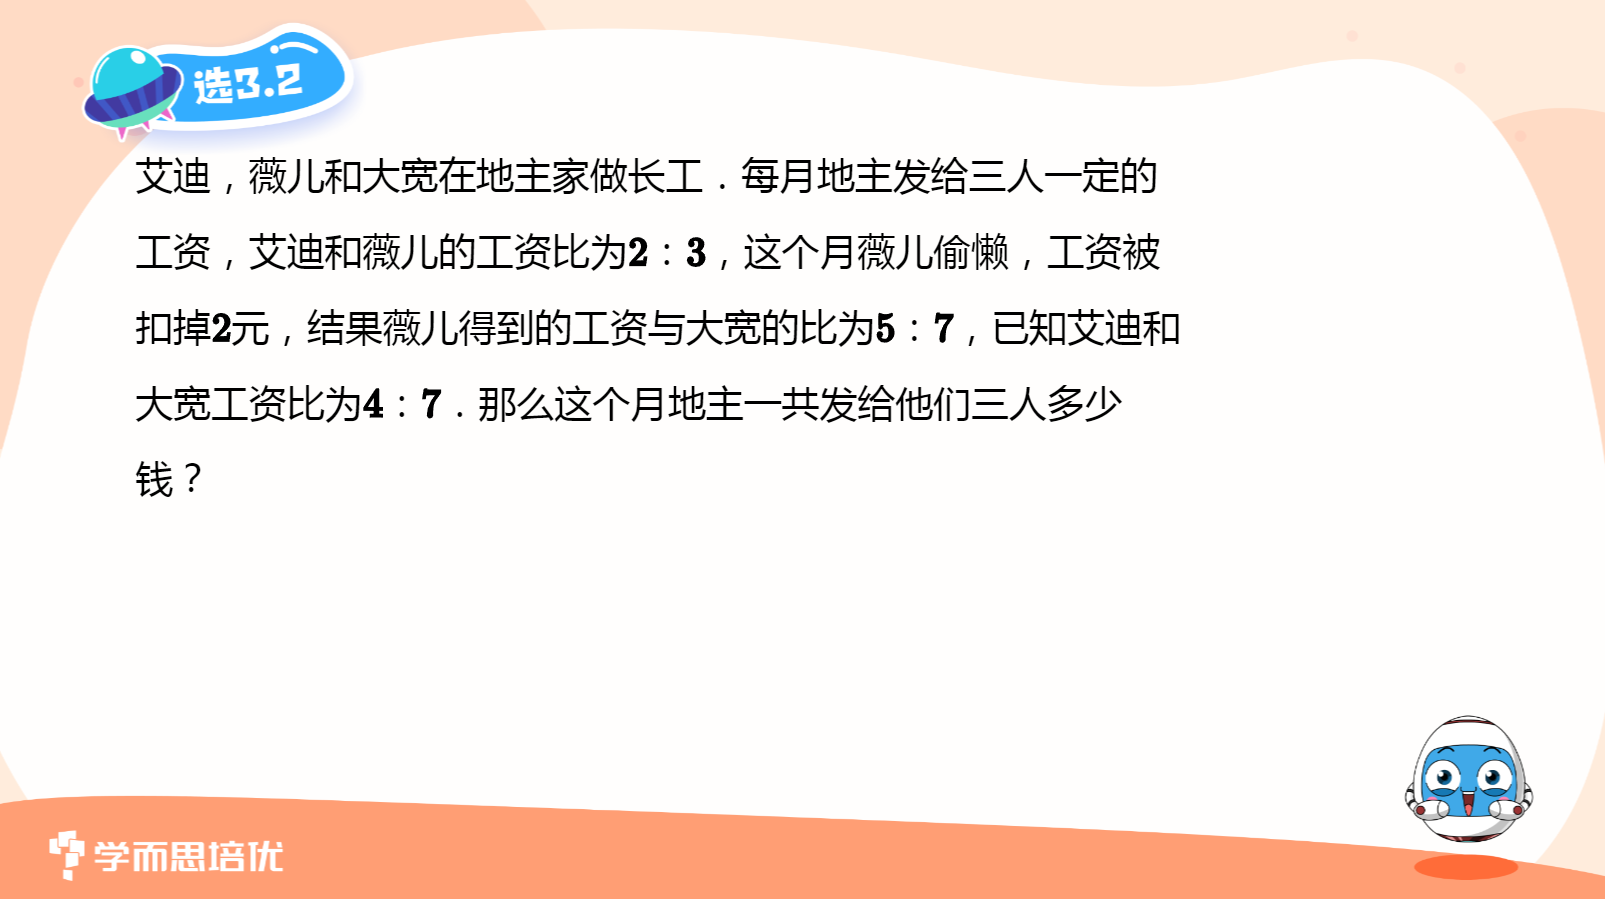 选3.2
艾迪，薇儿和大宽在地主家做长工．每月地主发给三人一定的
工资，艾迪和薇儿的工资比为2：3，这个月薇儿偷懒，工资被
扣掉2元，结果薇儿得到的工资与大宽的比为5：7，已知艾迪和
大宽工资比为4：7．那么这个月地主一共发给他们三人多少
钱？
学而思培优